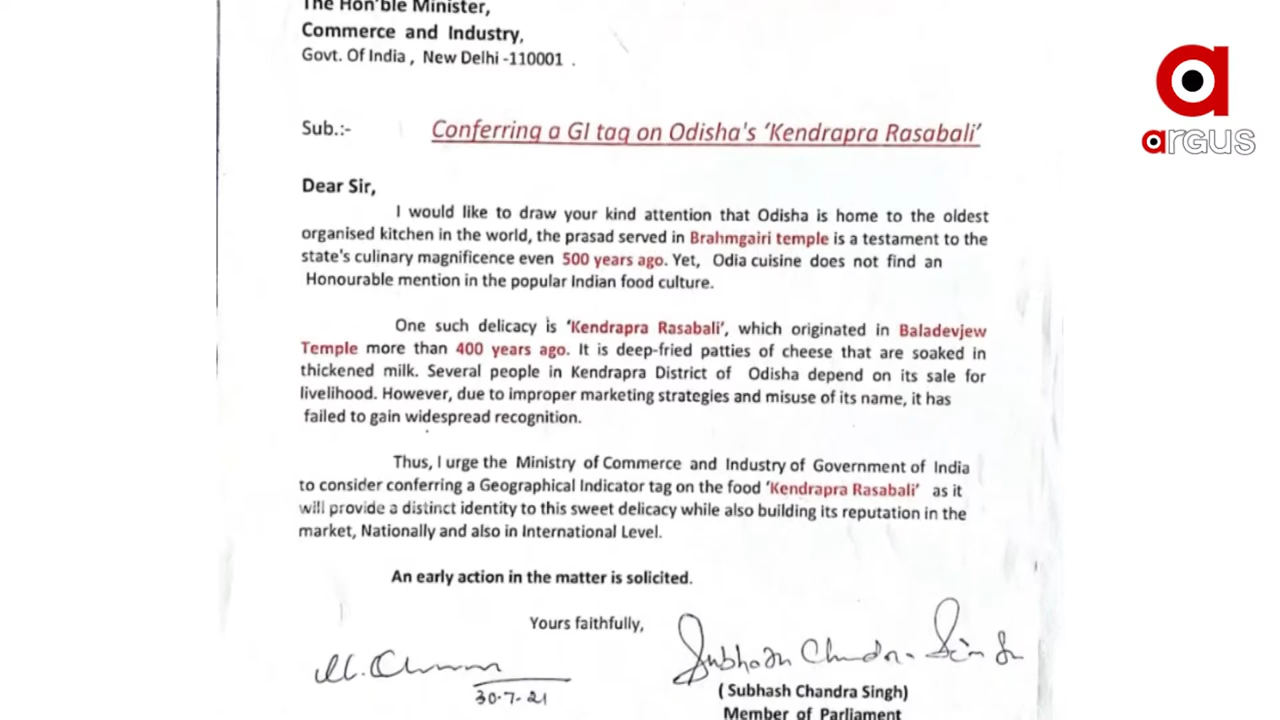 The Hon'ble Minister,
Commerce and Industry,
Govt. Of India , New Delhi -110001 .
argus
Sub.:- Conferring a GI tag on Odisha's ‘Kendrapra Rasabali’
Dear Sir,
I would like to draw your kind attention that Odisha is home to the oldest
organised kitchen in the world, the prasad served in Brahmgairi temple is a testament to the
state's culinary magnificence even 500 years ago. Yet, Odia cuisine does not find an
Honourable mention in the popular Indian food culture.
One such delicacy is ‘Kendrapra Rasabali’, which originated in Baladevjew
Temple more than 400 years ago. It is deep-fried patties of cheese that are soaked in
thickened milk. Several people in Kendrapra District of Odisha depend on its sale for
livelihood. However, due to improper marketing strategies and misuse of its name, it has
failed to gain widespread recognition.
Thus, I urge the Ministry of Commerce and Industry of Government of India
to consider conferring a Geographical Indicator tag on the food ‘Kendrapra Rasabali’ as it
will provide a distinct identity to this sweet delicacy while also building its reputation in the
market, Nationally and also in International Level.
An early action in the matter is solicited.
Yours faithfully,
Subhash Chandra Singh
30-7-21
( Subhash Chandra Singh)
Member of Parliament